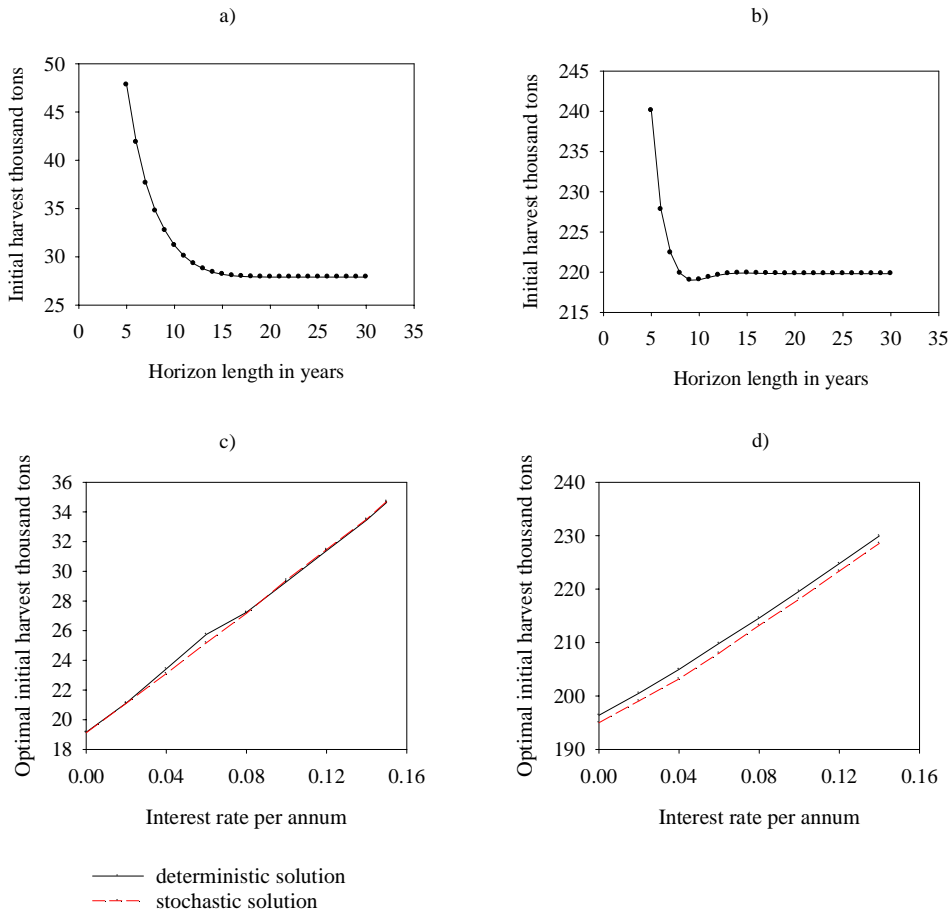 a)
Initial harvest thousand tons
50
45
40
35
30
25
0 5 10 15 20 25 30 35
Horizon length in years
b)
Initial harvest thousand tons
245
240
235
230
225
220
215
0 5 10 15 20 25 30 35
Horizon length in years
c)
Optimal initial harvest thousand tons
36
34
32
30
28
26
24
22
20
18
0.00 0.04 0.08 0.12 0.16
Interest rate per annum
d)
Optimal initial harvest thousand tons
240
230
220
210
200
190
0.00 0.04 0.08 0.12 0.16
Interest rate per annum
deterministic solution
stochastic solution